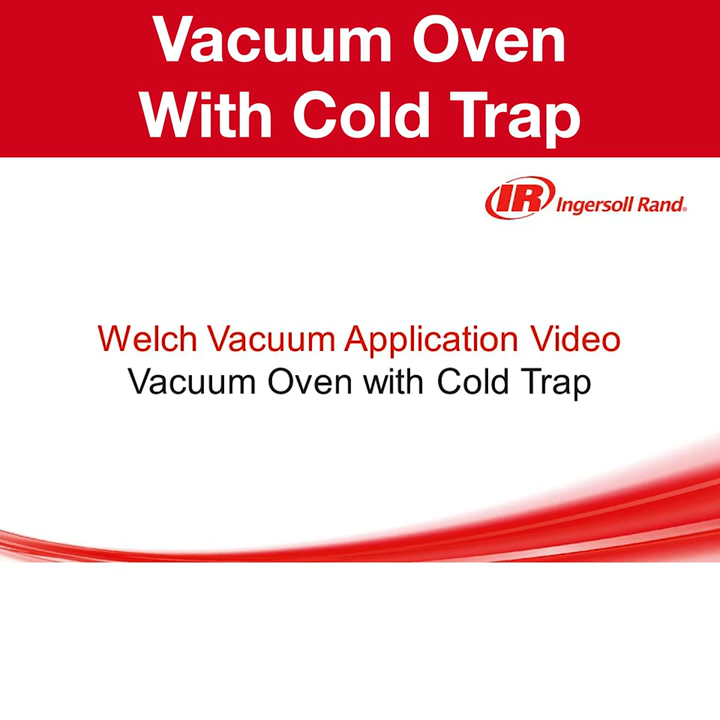 Vacuum Oven
With Cold Trap
IR Ingersoll Rand®
Welch Vacuum Application Video
Vacuum Oven with Cold Trap